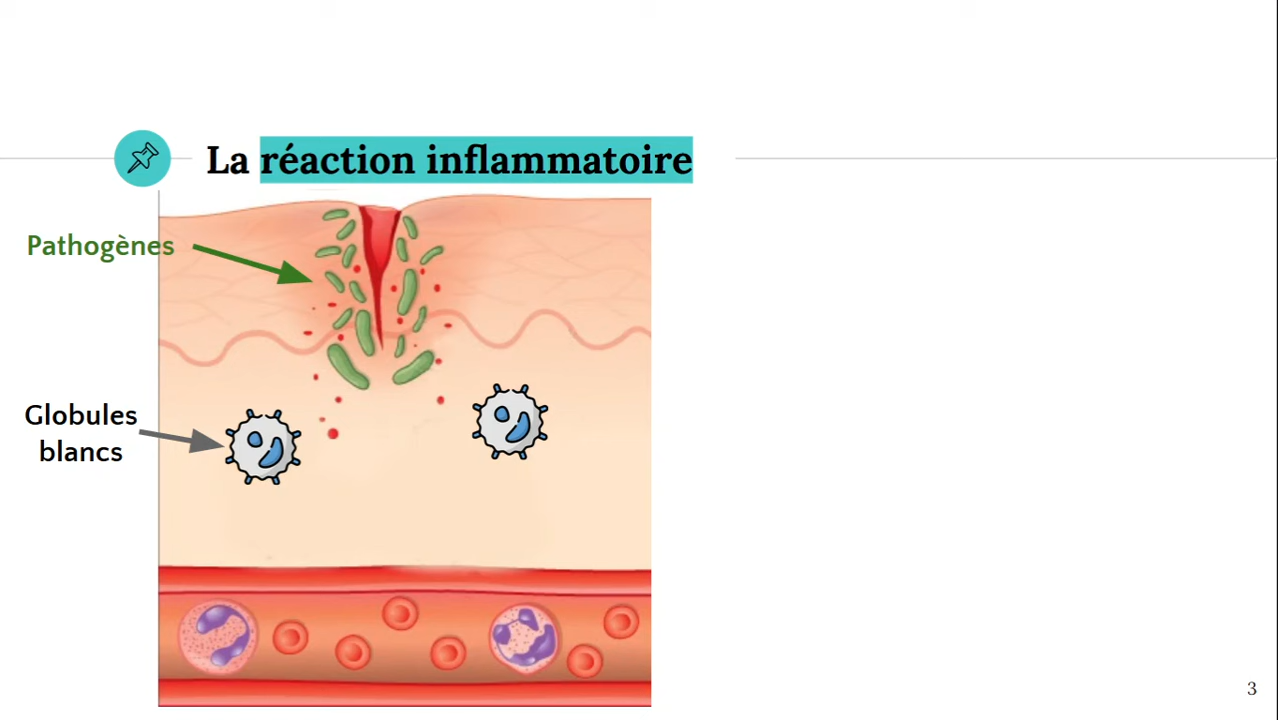 La réaction inflammatoire
Pathogènes
Globules
blancs
3